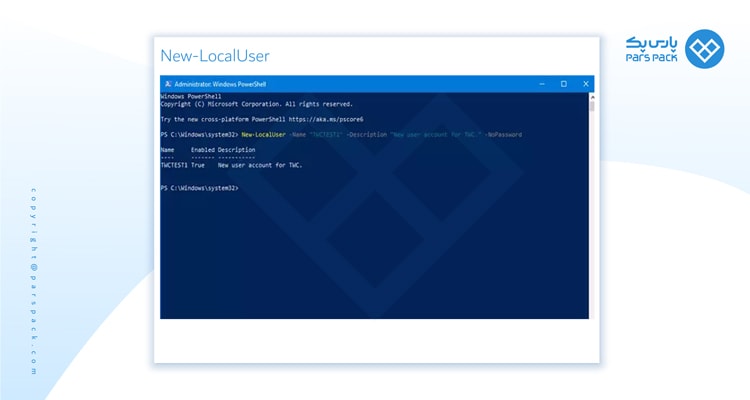 New-LocalUser
پارس پک
PARS PACK
Administrator: Windows PowerShell
Windows PowerShell
Copyright (C) Microsoft Corporation. All rights reserved.
Try the new cross-platform PowerShell https://aka.ms/pscore6
PS C:\Windows\system32> New-LocalUser -Name "TWCTEST1" -Description "New user account for TWC." -NoPassword
Name Enabled Description
---- ------- -----------
TWCTEST1 True New user account for TWC.
PS C:\Windows\system32>
copyright@parspack.com